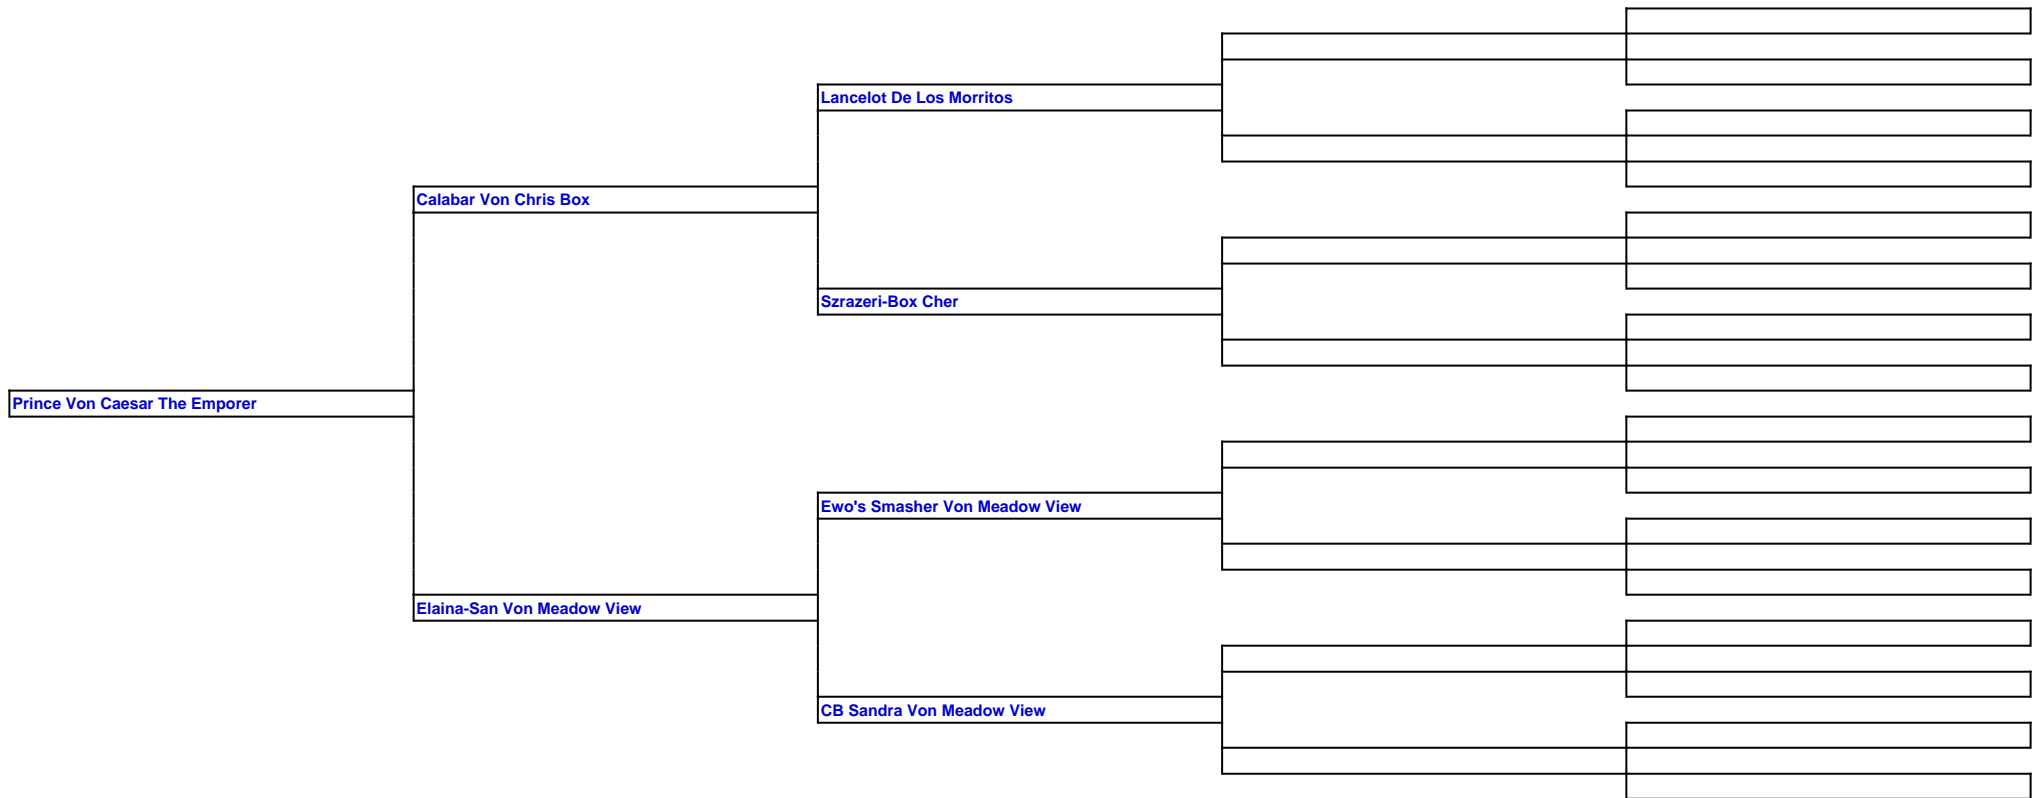 Lancelot De Los Morritos
Calabar Von Chris Box
Szrazeri-Box Cher
Prince Von Caesar The Emporer
Ewo's Smasher Von Meadow View
Elaina-San Von Meadow View
CB Sandra Von Meadow View